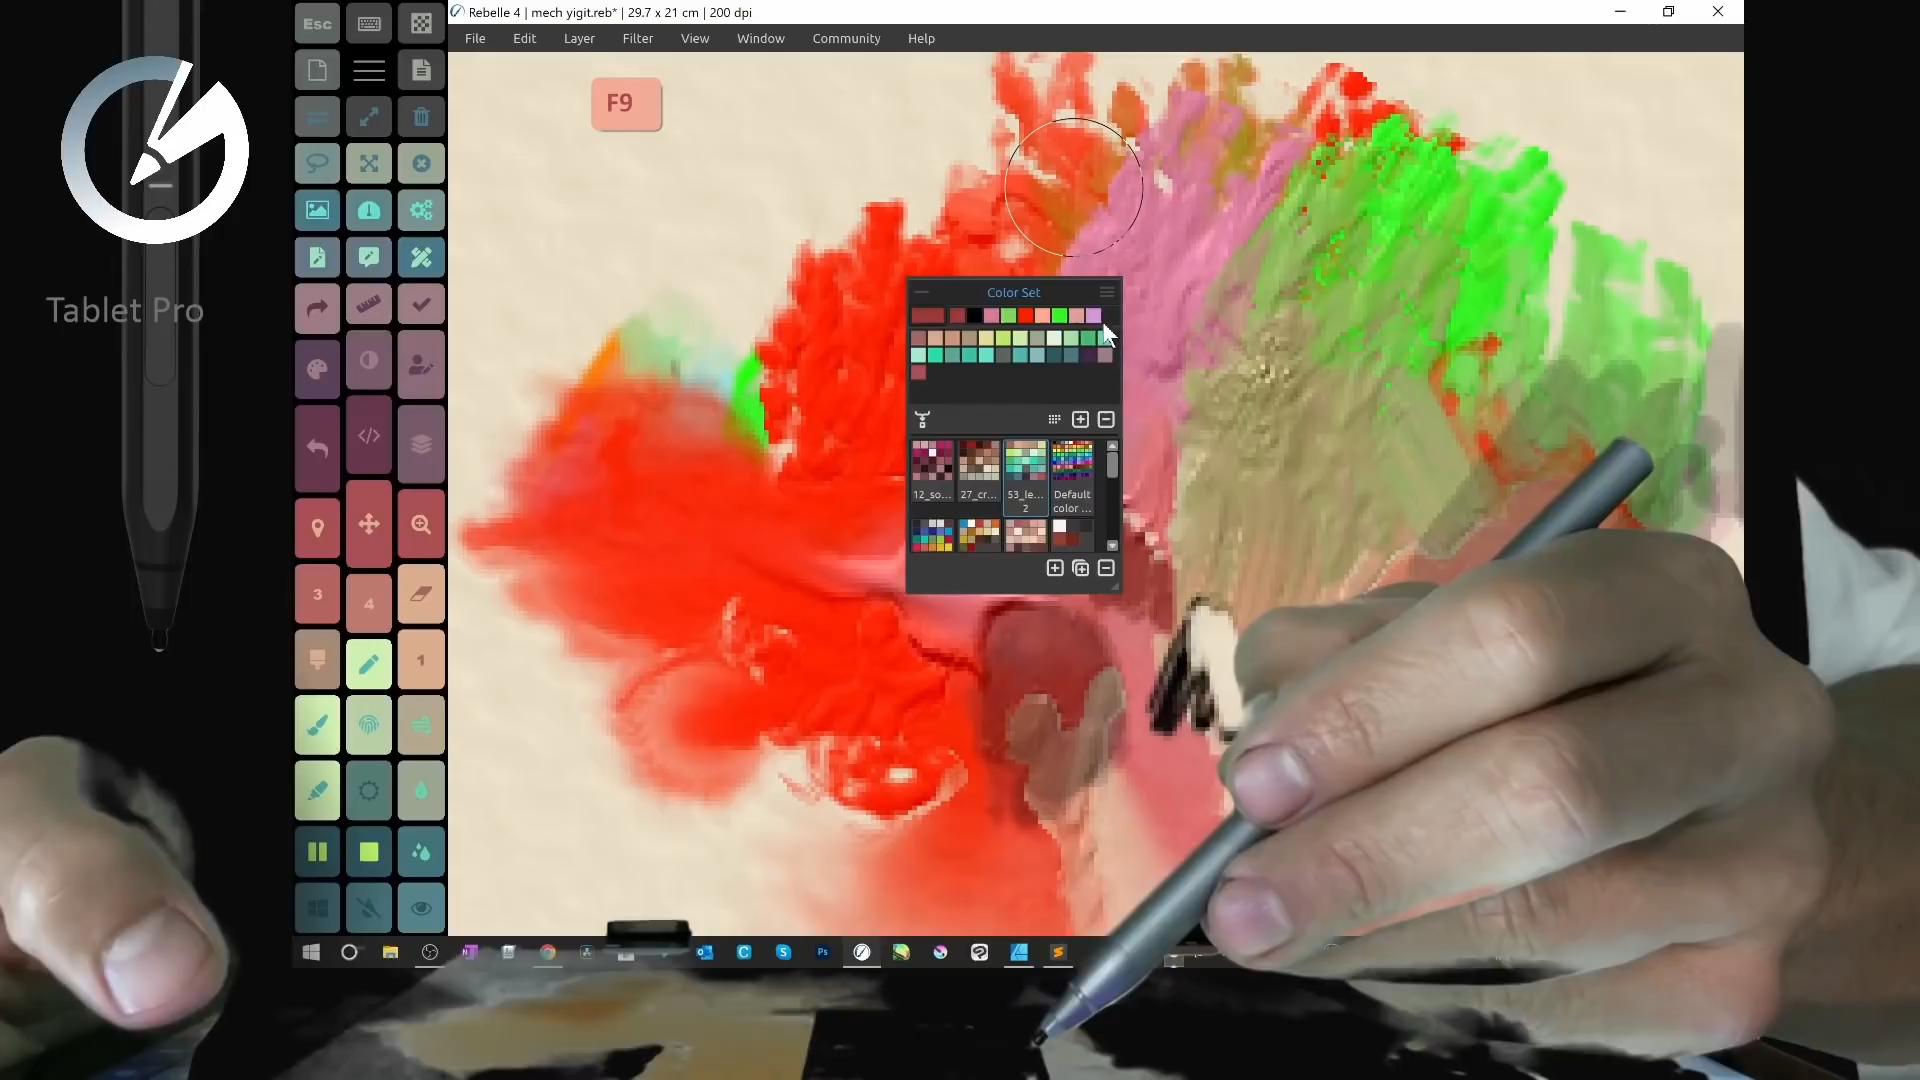 Rebelle 4 | mech yigit.reb* | 29.7 x 21 cm | 200 dpi
File Edit Layer Filter View Window Community Help
Esc
F9
Tablet Pro
Color Set
12_so... 27_cr... 53_le... 2 Default color ...
3
4
1
</>
Ps